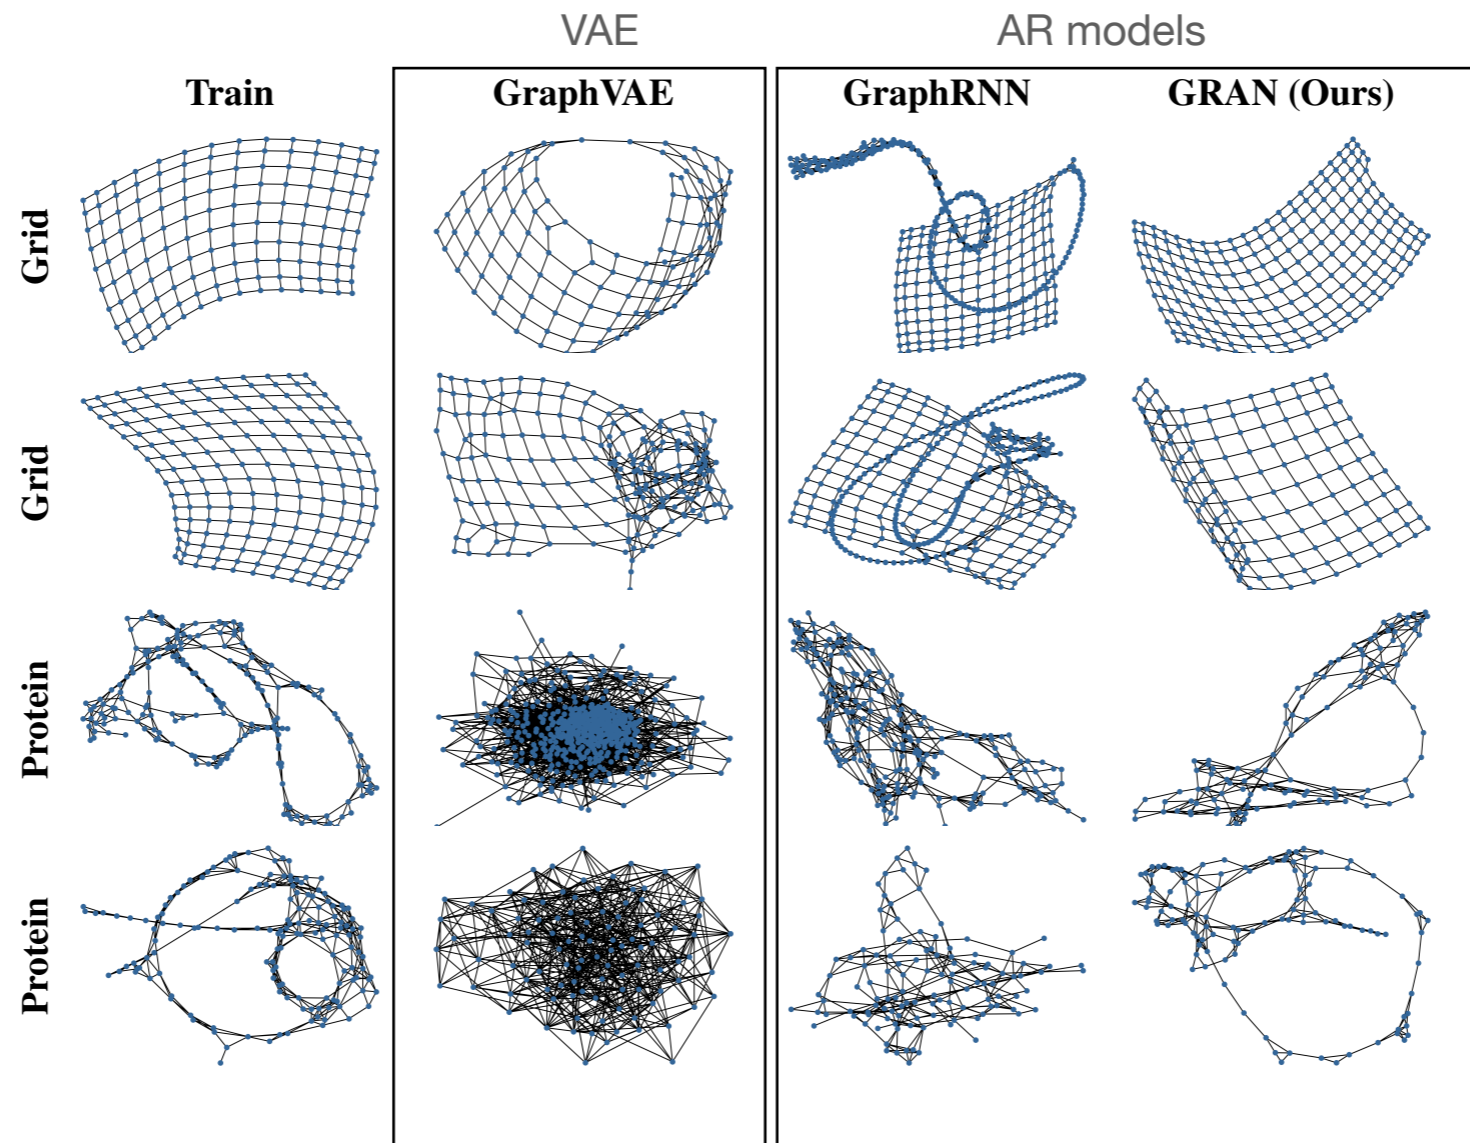 VAE
AR models
Train
GraphVAE
GraphRNN
GRAN (Ours)
Grid
Grid
Protein
Protein